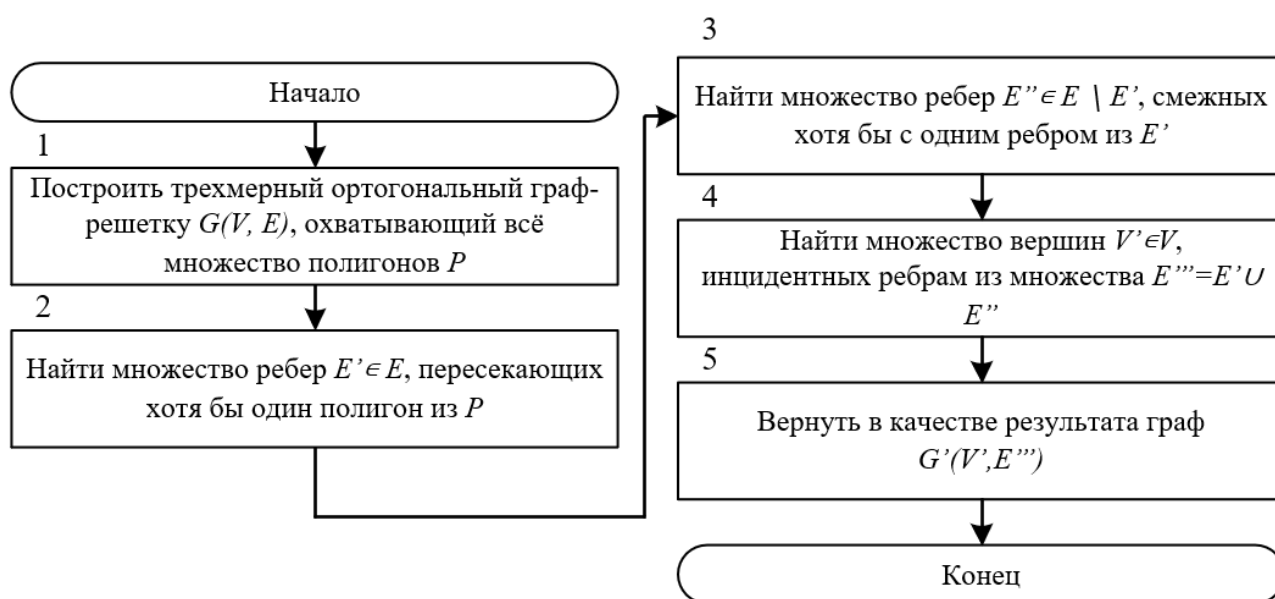 Начало
1
Построить трехмерный ортогональный граф-
решетку G(V, E), охватывающий всё
множество полигонов P
2
Найти множество ребер E’∈E, пересекающих
хотя бы один полигон из P
3
Найти множество ребер E’’∈E \ E’, смежных
хотя бы с одним ребром из E’
4
Найти множество вершин V’∈V,
инцидентных ребрам из множества E’’’=E’∪
E’’
5
Вернуть в качестве результата граф
G’(V’,E’’’)
Конец